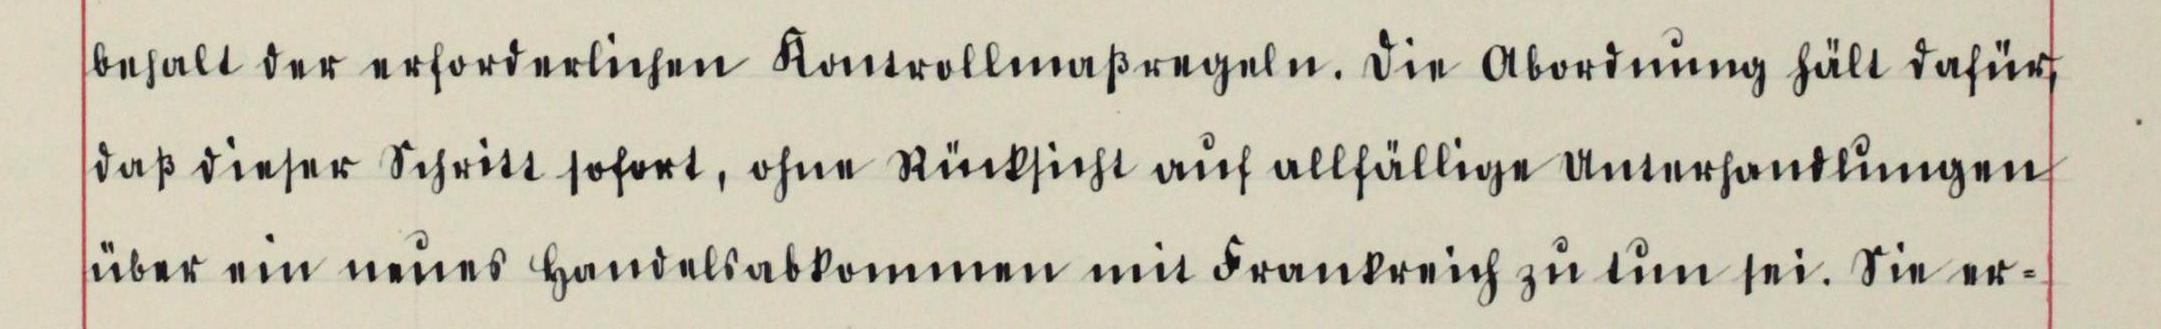 behalt der erforderlichen Kontrollmaßregeln. Die Abordnung hält dafür,
daß dieser Schritt sofort, ohne Rücksicht auf allfällige Unterhandlungen
über ein neues Handelsabkommen mit Frankreich zu tun sei. Sie er-